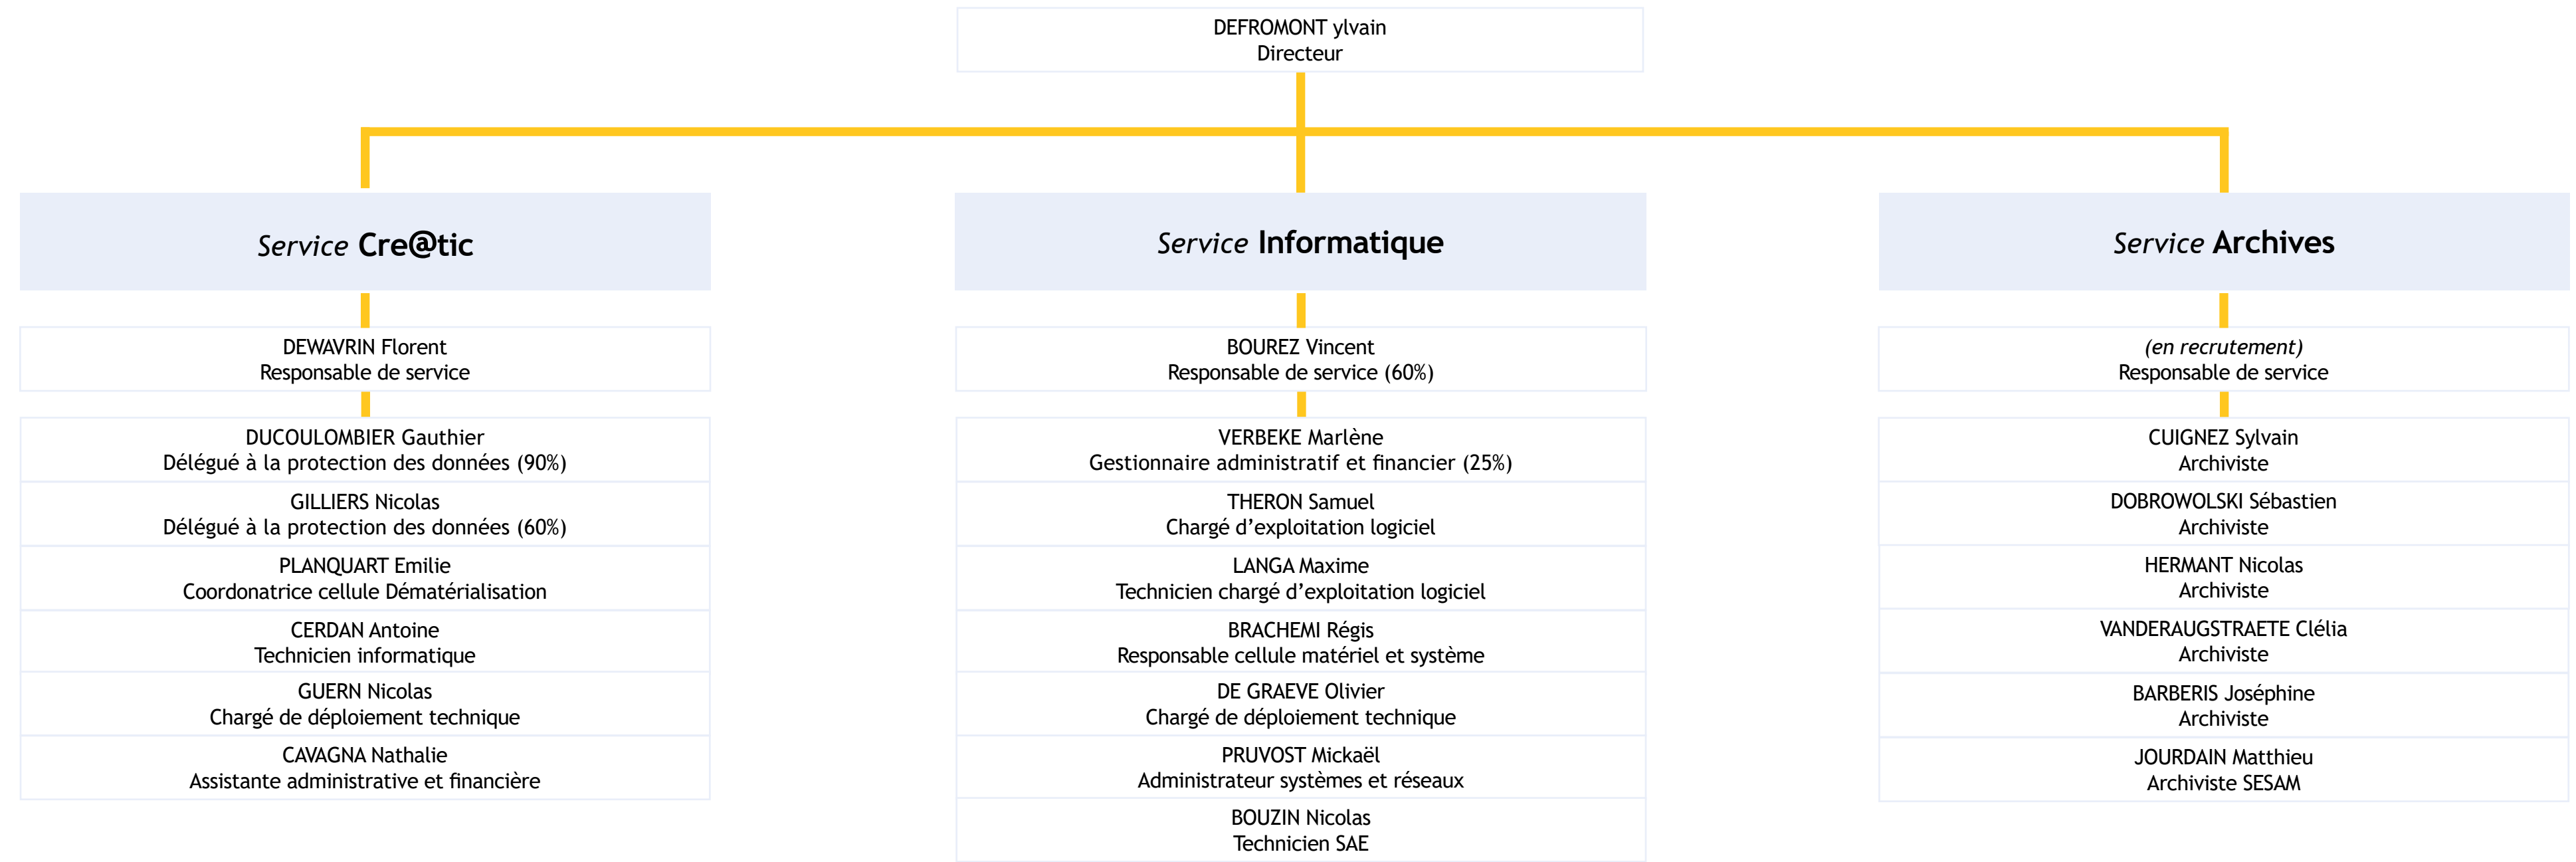 DEFROMONT ylvain
Directeur
Service Cre@tic
DEWAVRIN Florent
Responsable de service
DUCOULOMBIER Gauthier
Délégué à la protection des données (90%)
GILLIERS Nicolas
Délégué à la protection des données (60%)
PLANQUART Emilie
Coordonatrice cellule Dématérialisation
CERDAN Antoine
Technicien informatique
GUERN Nicolas
Chargé de déploiement technique
CAVAGNA Nathalie
Assistante administrative et financière
Service Informatique
BOUREZ Vincent
Responsable de service (60%)
VERBEKE Marlène
Gestionnaire administratif et financier (25%)
THERON Samuel
Chargé d’exploitation logiciel
LANGA Maxime
Technicien chargé d’exploitation logiciel
BRACHEMI Régis
Responsable cellule matériel et système
DE GRAEVE Olivier
Chargé de déploiement technique
PRUVOST Mickaël
Administrateur systèmes et réseaux
BOUZIN Nicolas
Technicien SAE
Service Archives
(en recrutement)
Responsable de service
CUIGNEZ Sylvain
Archiviste
DOBROWOLSKI Sébastien
Archiviste
HERMANT Nicolas
Archiviste
VANDERAUGSTRAETE Clélia
Archiviste
BARBERIS Joséphine
Archiviste
JOURDAIN Matthieu
Archiviste SESAM